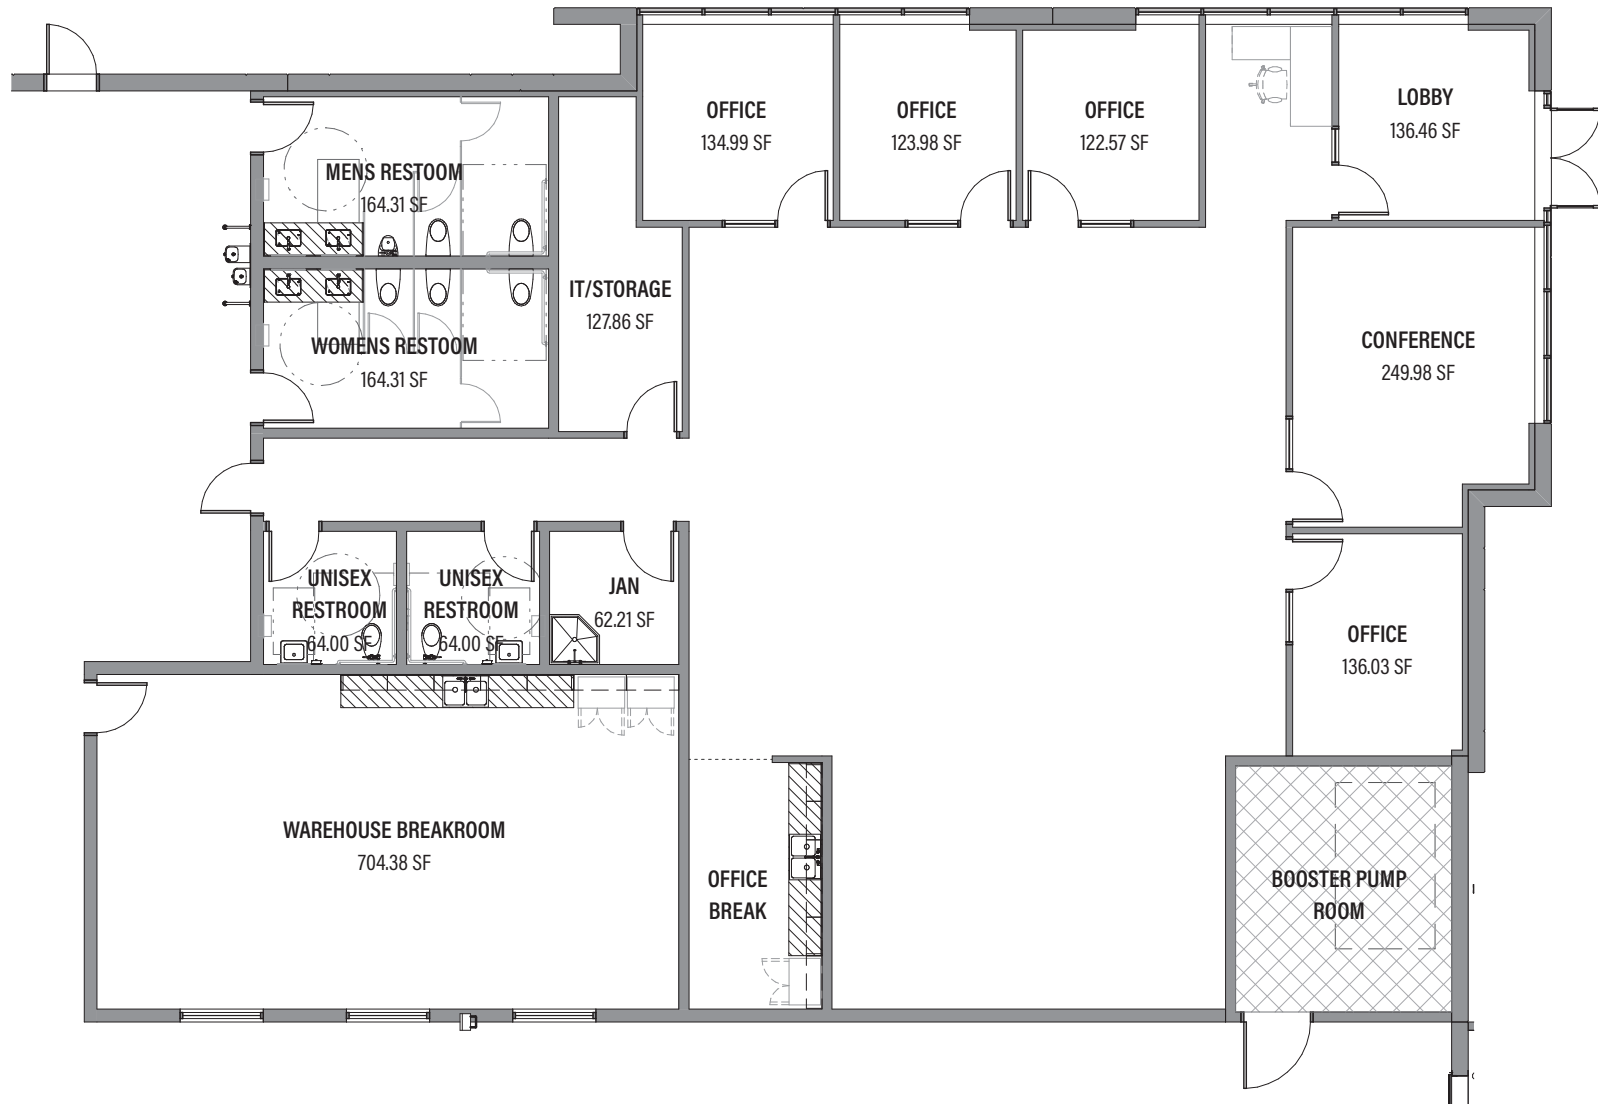 OFFICE
134.99 SF
OFFICE
123.98 SF
OFFICE
122.57 SF
LOBBY
136.46 SF
MENS RESTOOM
164.31 SF
IT/STORAGE
127.86 SF
WOMENS RESTOOM
164.31 SF
CONFERENCE
249.98 SF
UNISEX
RESTROOM
64.00 SF
UNISEX
RESTROOM
64.00 SF
JAN
62.21 SF
OFFICE
136.03 SF
WAREHOUSE BREAKROOM
704.38 SF
OFFICE
BREAK
BOOSTER PUMP
ROOM